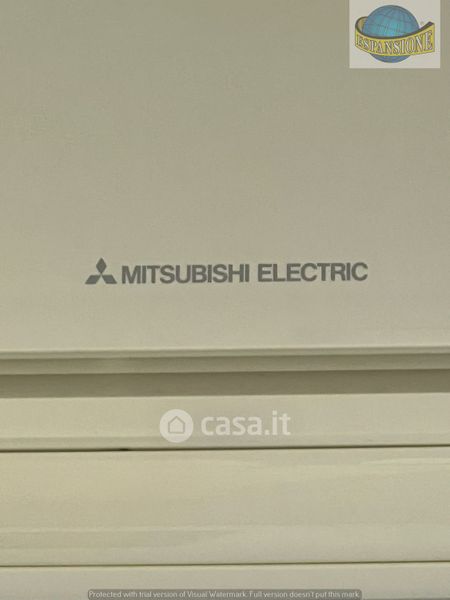 ESPANSIONE
MITSUBISHI ELECTRIC
casa.it
Protected with trial version of Visual Watermark. Full version doesn't put this mark.